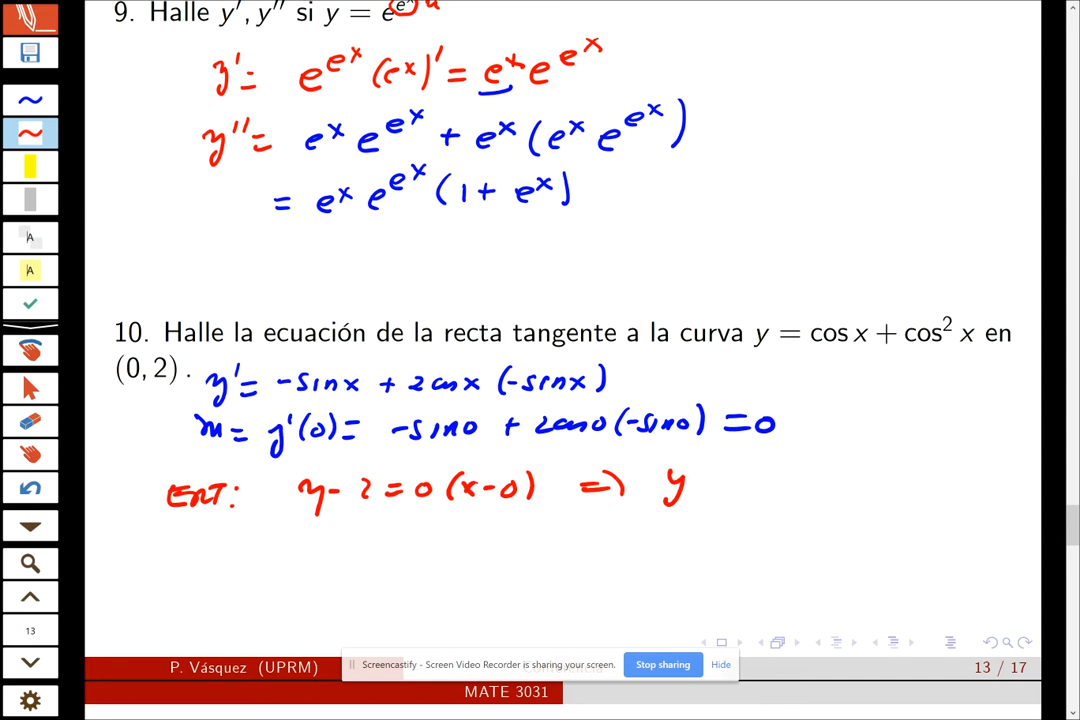 9. Halle y', y'' si y = e^{e^x}
y' = e^{e^x} (e^x)' = e^x e^{e^x}
y'' = e^x e^{e^x} + e^x (e^x e^{e^x})
= e^x e^{e^x} (1 + e^x)
10. Halle la ecuación de la recta tangente a la curva y = cos x + cos² x en
(0, 2) .
y' = -sin x + 2 cos x (-sin x)
m = y'(0) = -sin 0 + 2 cos 0 (-sin 0) = 0
ERT: y - 2 = 0 (x - 0) => y
A
A
13
P. Vásquez (UPRM)
Screencastify - Screen Video Recorder is sharing your screen.
Stop sharing
Hide
13 / 17
MATE 3031